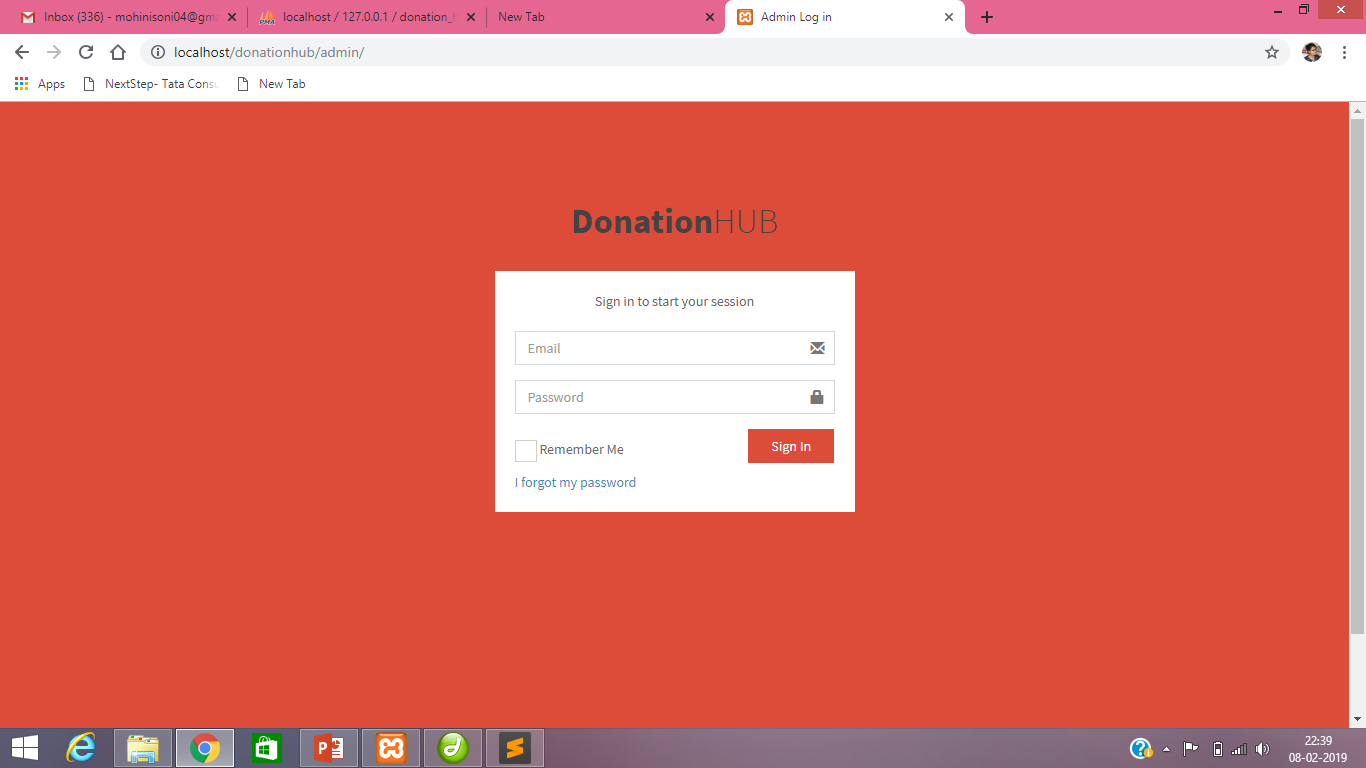 Inbox (336) - mohinisoni04@gm
localhost / 127.0.0.1 / donation_
New Tab
Admin Log in
localhost/donationhub/admin/
Apps
NextStep- Tata Cons
New Tab
DonationHUB
Sign in to start your session
Email
Password
Remember Me
Sign In
I forgot my password
22:39
08-02-2019